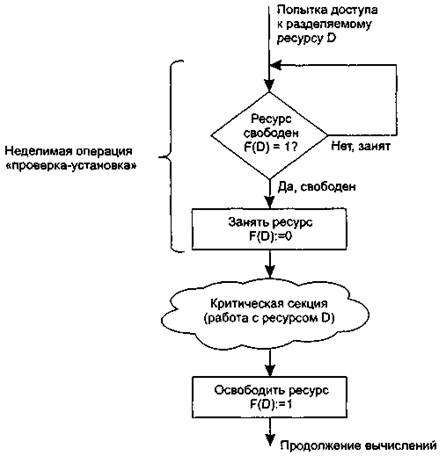 Попытка доступа
к разделяемому
ресурсу D
Ресурс
свободен
F(D) = 1?
Нет, занят
Неделимая операция
«проверка-установка»
Да, свободен
Занять ресурс
F(D):=0
Критическая секция
(работа с ресурсом D)
Освободить ресурс
F(D):=1
Продолжение вычислений